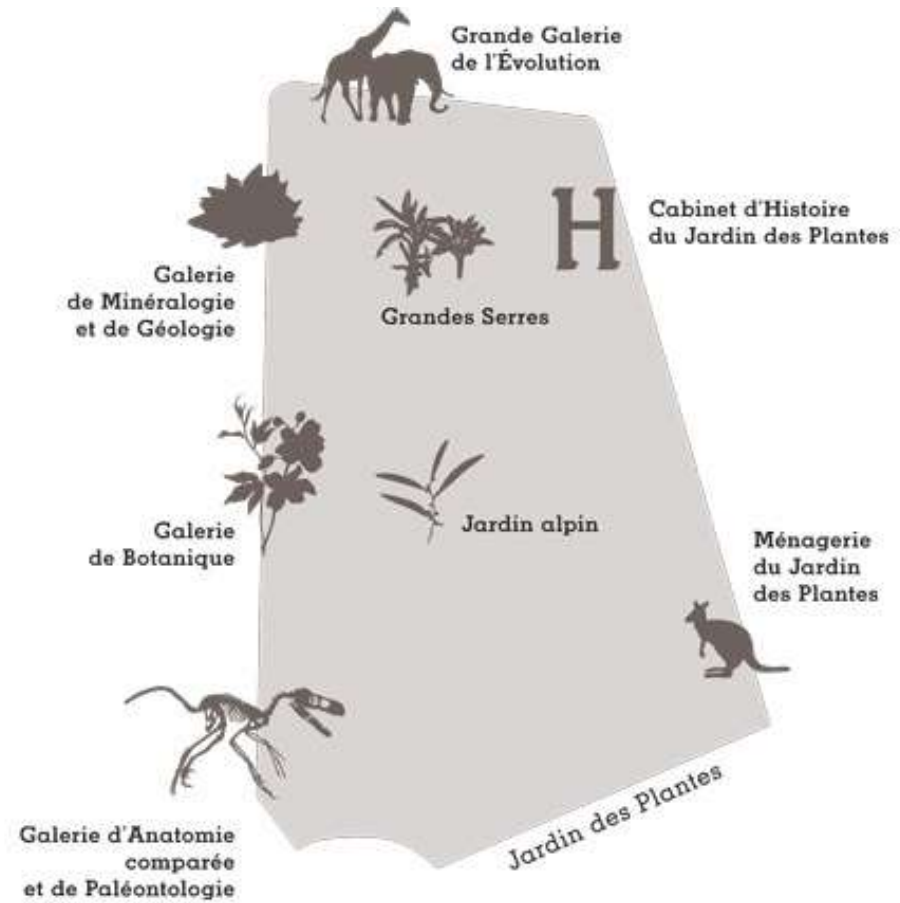 Grande Galerie
de l'Évolution
Cabinet d'Histoire
du Jardin des Plantes
H
Galerie
de Minéralogie
et de Géologie
Grandes Serres
Galerie
de Botanique
Jardin alpin
Ménagerie
du Jardin
des Plantes
Galerie d'Anatomie
comparée
et de Paléontologie
Jardin des Plantes